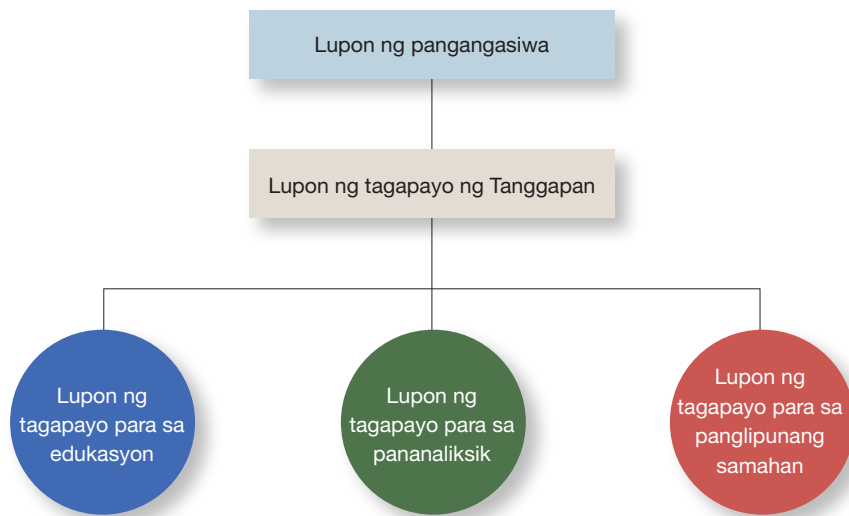 Lupon ng pangangasiwa
Lupon ng tagapayo ng Tanggapan
Lupon ng
tagapayo para sa
edukasyon
Lupon ng
tagapayo para sa
pananaliksik
Lupon ng
tagapayo para sa
panglipunang
samahan